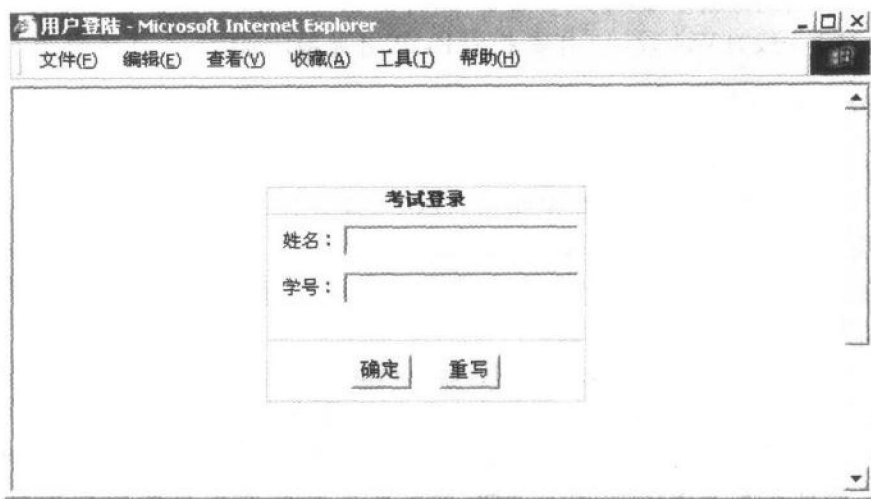 用户登陆 - Microsoft Internet Explorer
文件(F) 编辑(E) 查看(V) 收藏(A) 工具(T) 帮助(H)
考试登录
姓名：
学号：
确定 重写